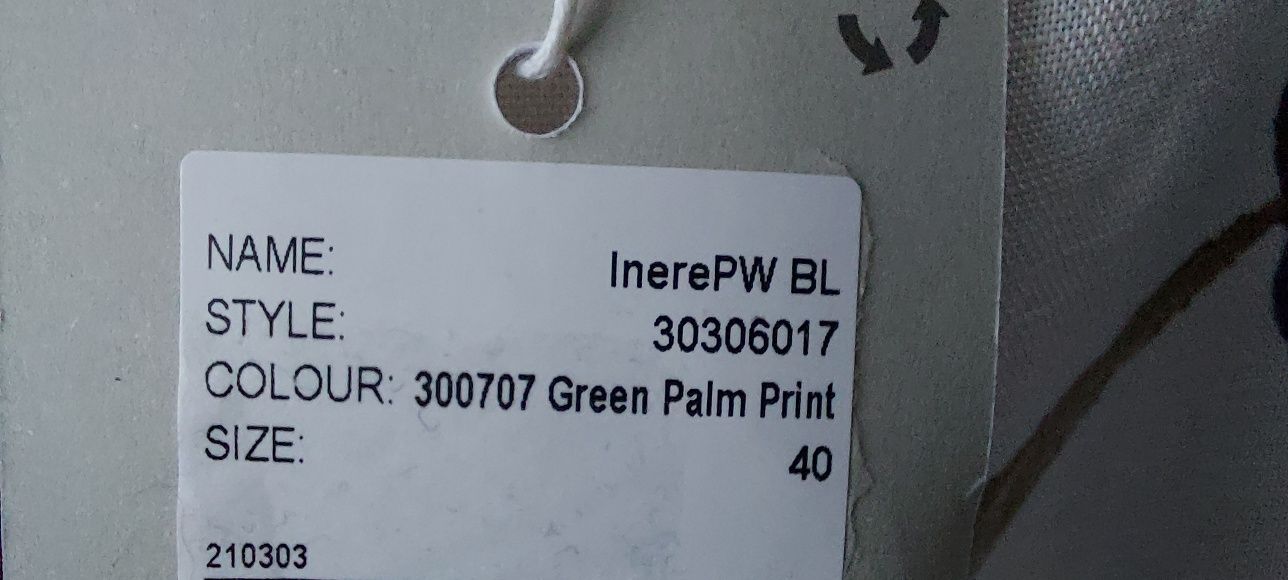 NAME: InerePW BL
STYLE: 30306017
COLOUR: 300707 Green Palm Print
SIZE: 40
210303